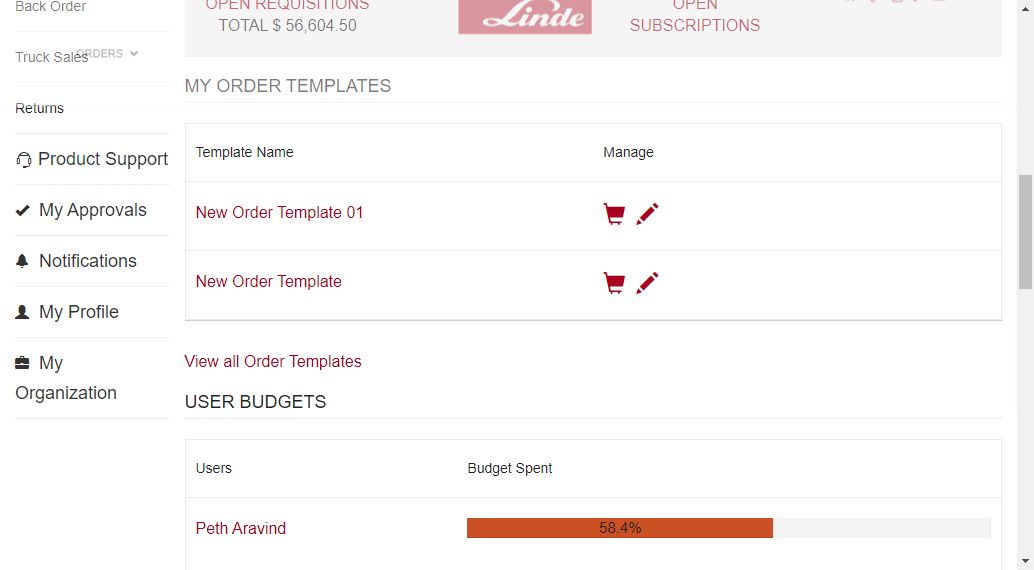 Back Order
Truck Sales
ORDERS
Returns
Product Support
My Approvals
Notifications
My Profile
My
Organization
OPEN REQUISITIONS
TOTAL $ 56,604.50
Linde
OPEN
SUBSCRIPTIONS
MY ORDER TEMPLATES
Template Name Manage
New Order Template 01
New Order Template
View all Order Templates
USER BUDGETS
Users Budget Spent
Peth Aravind 58.4%